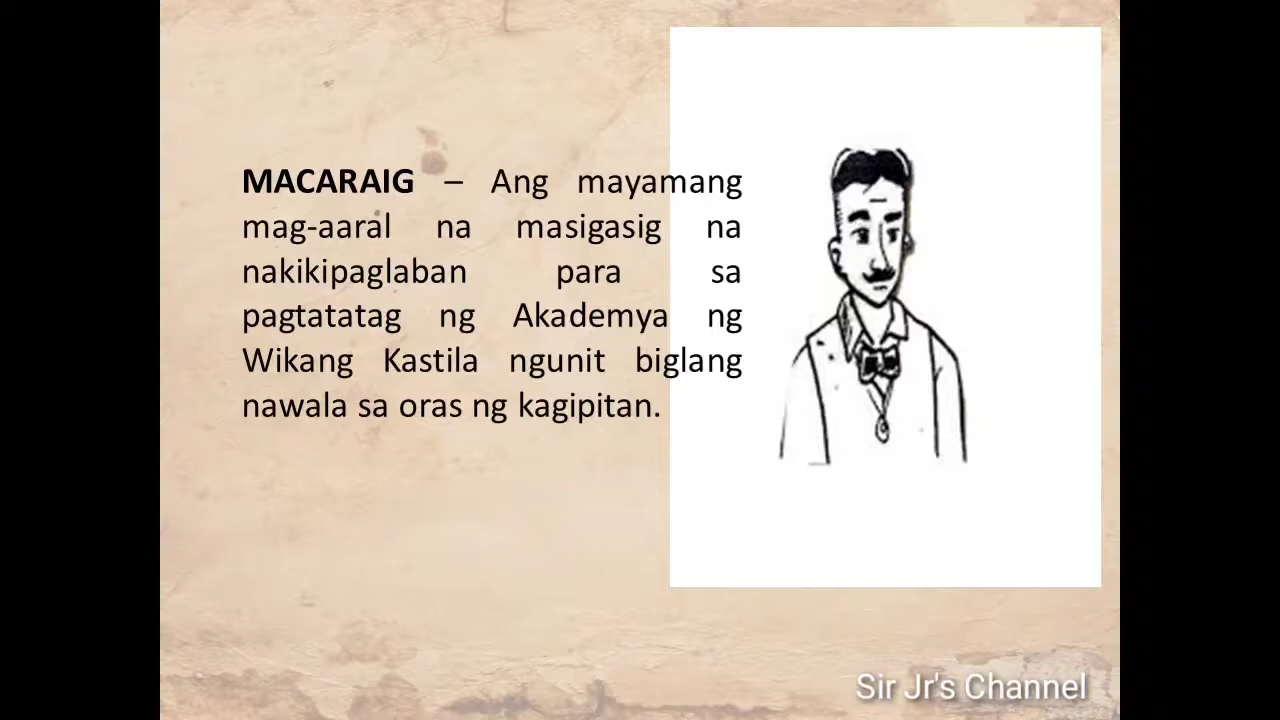 MACARAIG – Ang mayamang
mag-aaral na masigasig na
nakikipaglaban para sa
pagtatatag ng Akademya ng
Wikang Kastila ngunit biglang
nawala sa oras ng kagipitan.
Sir Jr's Channel